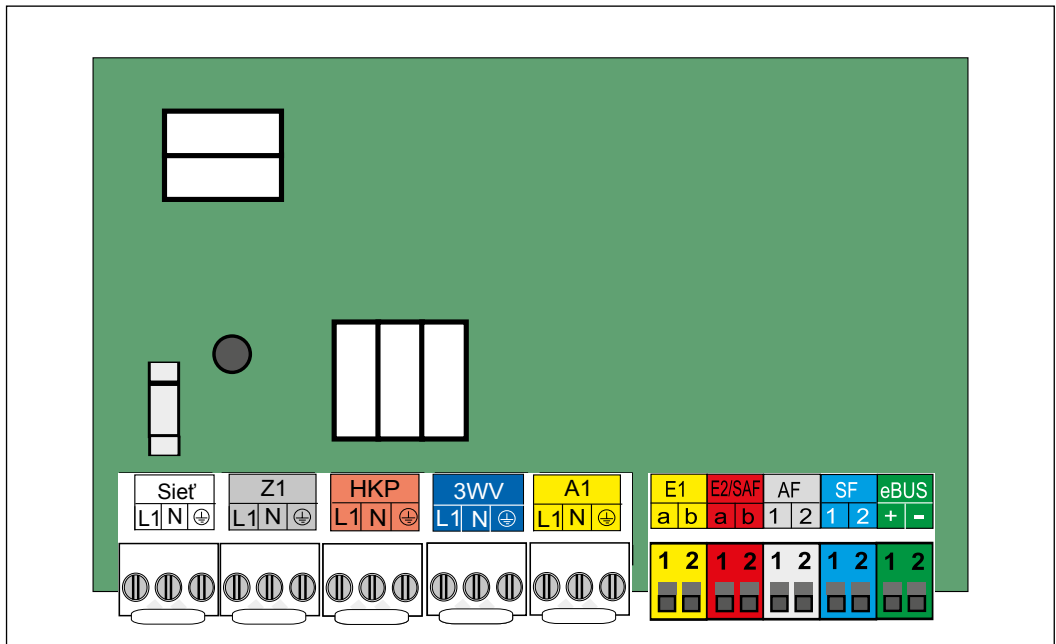 Sieť Z1 HKP 3WV A1 E1 E2/SAF AF SF eBUS
L1 N L1 N L1 N L1 N L1 N a b a b 1 2 1 2 + -
1 2 1 2 1 2 1 2 1 2